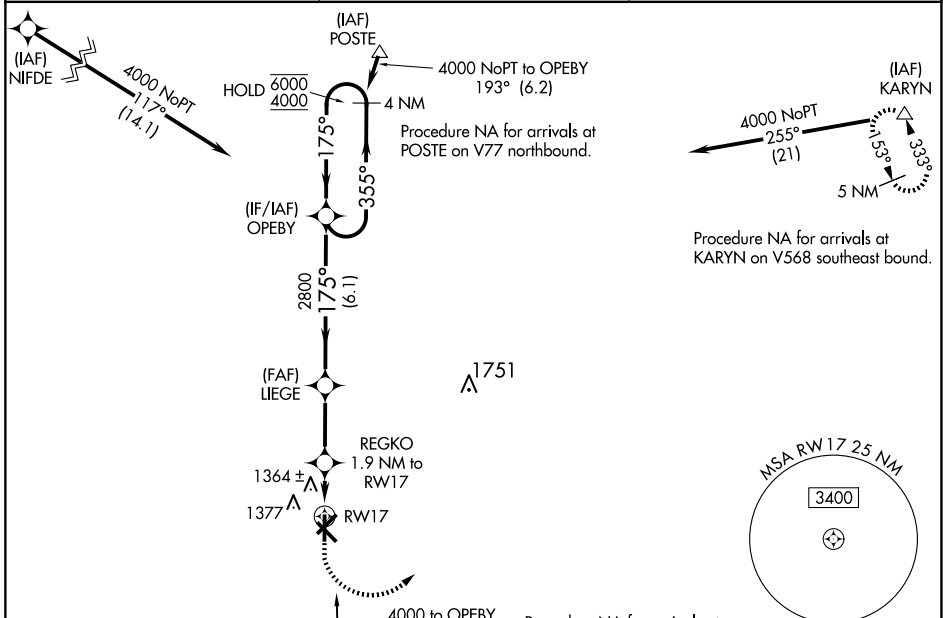 (IAF)
NIFDE
4000 NoPT
117°
(14.1)
(IAF)
POSTE
4000 NoPT to OPEBY
193° (6.2)
HOLD 6000
4000
4 NM
175°
355°
Procedure NA for arrivals at
POSTE on V77 northbound.
(IAF)
KARYN
4000 NoPT
255°
(21)
153°
333°
5 NM
Procedure NA for arrivals at
KARYN on V568 southeast bound.
(IF/IAF)
OPEBY
2800
175°
(6.1)
(FAF)
LIEGE
1751
REGKO
1.9 NM to
RW17
1364 ±
1377
RW17
MSA RW17 25 NM
3400
4000 to OPEBY